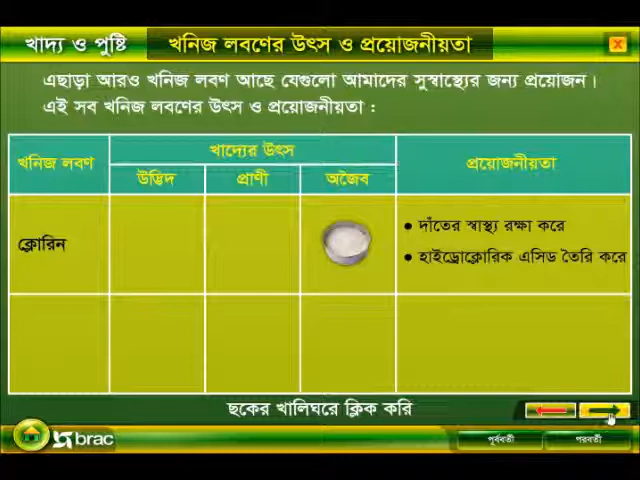 খাদ্য ও পুষ্টি
খনিজ লবণের উৎস ও প্রয়োজনীয়তা
X
এছাড়া আরও খনিজ লবণ আছে যেগুলো আমাদের সুস্বাস্থ্যের জন্য প্রয়োজন।
এই সব খনিজ লবণের উৎস ও প্রয়োজনীয়তা :
খনিজ লবণ
খাদ্যের উৎস
প্রয়োজনীয়তা
উদ্ভিদ
প্রাণী
অজৈব
ক্লোরিন
• দাঁতের স্বাস্থ্য রক্ষা করে
• হাইড্রোক্লোরিক এসিড তৈরি করে
ছকের খালিঘরে ক্লিক করি
brac
পূর্ববর্তী
পরবর্তী